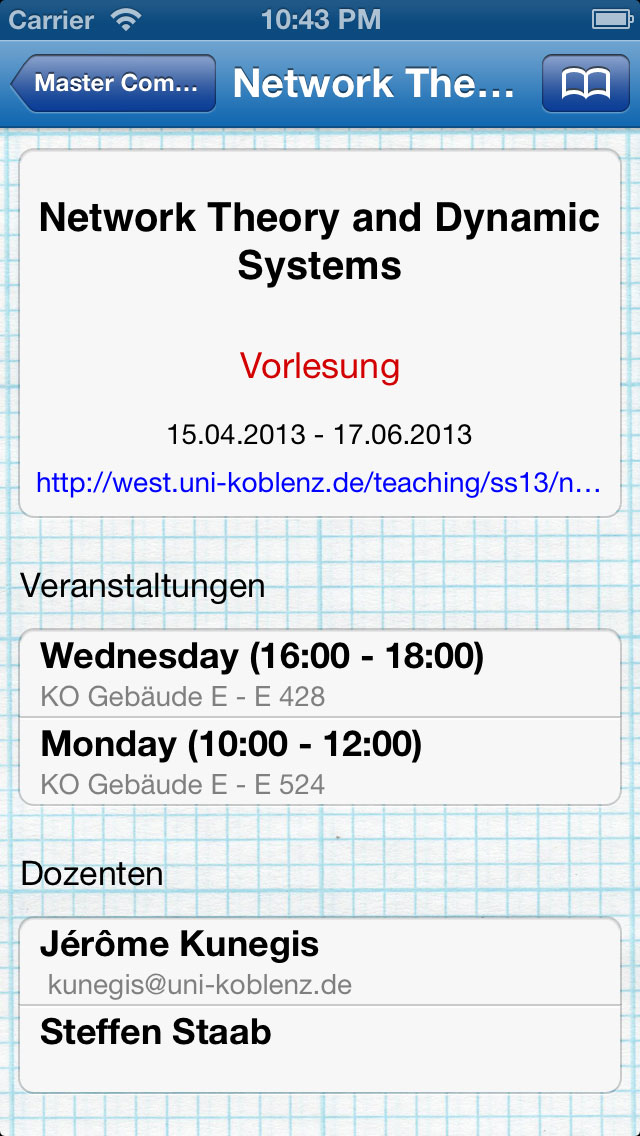 Carrier 10:43 PM
Master Com... Network The...
Network Theory and Dynamic
Systems
Vorlesung
15.04.2013 - 17.06.2013
http://west.uni-koblenz.de/teaching/ss13/n...
Veranstaltungen
Wednesday (16:00 - 18:00)
KO Gebäude E - E 428
Monday (10:00 - 12:00)
KO Gebäude E - E 524
Dozenten
Jérôme Kunegis
kunegis@uni-koblenz.de
Steffen Staab